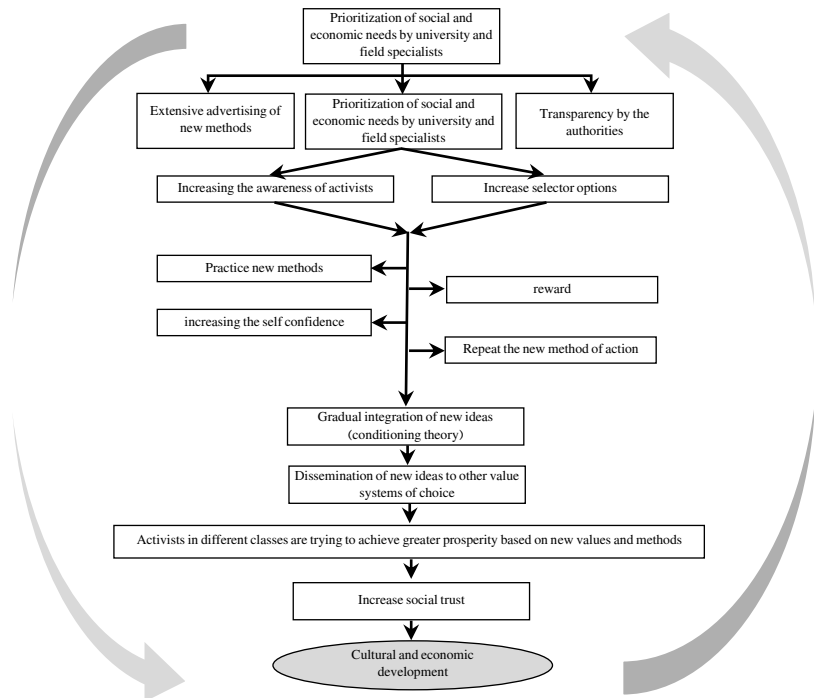 Prioritization of social and
economic needs by university and
field specialists
Extensive advertising of
new methods
Prioritization of social and
economic needs by university and
field specialists
Transparency by the
authorities
Increasing the awareness of activists
Increase selector options
Practice new methods
reward
increasing the self confidence
Repeat the new method of action
Gradual integration of new ideas
(conditioning theory)
Dissemination of new ideas to other value
systems of choice
Activists in different classes are trying to achieve greater prosperity based on new values and methods
Increase social trust
Cultural and economic
development